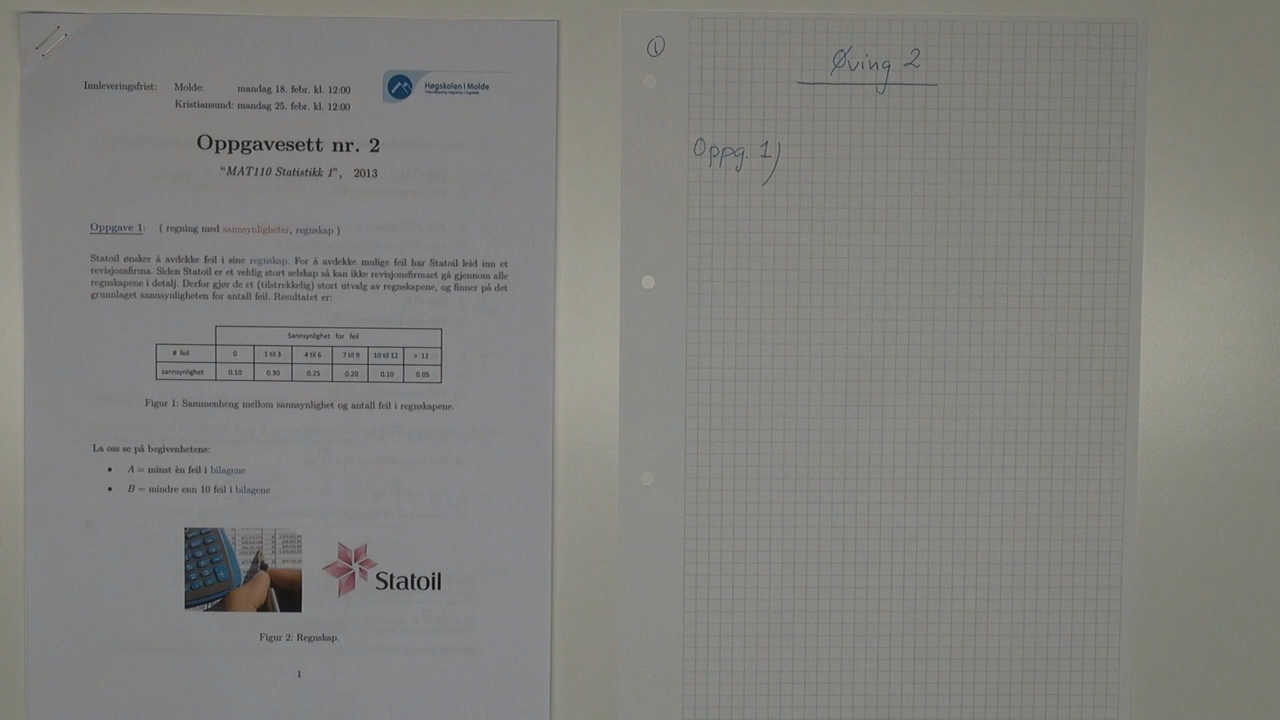 Innleveringsfrist: Molde: mandag 18. febr. kl. 12:00
Kristiansund: mandag 25. febr. kl. 12:00
Høgskolen i Molde
Oppgavesett nr. 2
"MAT110 Statistikk 1", 2013
Oppgave 1: ( regning med sannsynligheter, regnskap )
Statoil ønsker å avdekke feil i sine regnskap. For å avdekke mulige feil har Statoil leid inn et
revisjonsfirma. Siden Statoil er et veldig stort selskap så kan ikke revisjonsfirmaet gå gjennom alle
regnskapene i detalj. Derfor gjør de et (tilstrekkelig) stort utvalg av regnskapene, og finner på det
grunnlaget sannsynligheten for antall feil. Resultatet er:
Sannsynlighet for feil
# feil 0 1 til 3 4 til 6 7 til 9 10 til 12 > 12
sannsynlighet 0.10 0.30 0.25 0.20 0.10 0.05
Figur 1: Sammenheng mellom sannsynlighet og antall feil i regnskapene.
La oss se på begivenhetene:
• A = minst èn feil i bilagene
• B = mindre enn 10 feil i bilagene
Statoil
Figur 2: Regnskap.
1
①
Øving 2
Oppg. 1)